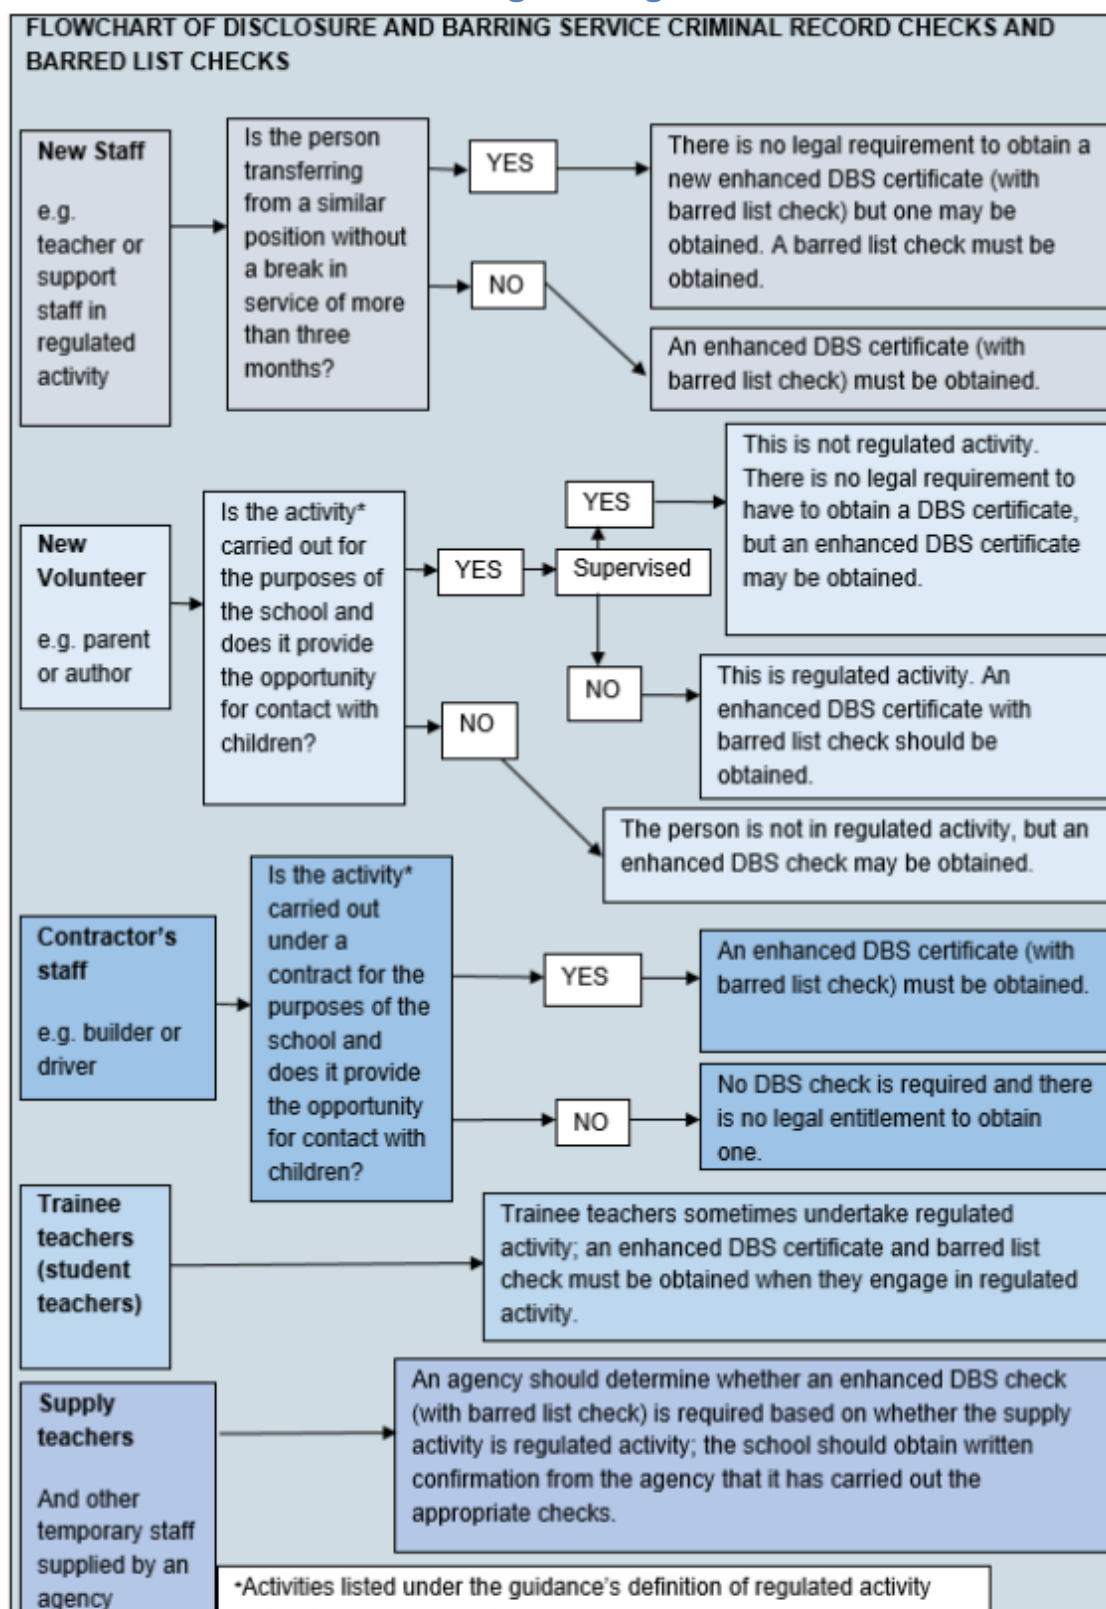 FLOWCHART OF DISCLOSURE AND BARRING SERVICE CRIMINAL RECORD CHECKS AND
BARRED LIST CHECKS
New Staff
e.g.
teacher or
support
staff in
regulated
activity
Is the person
transferring
from a similar
position without
a break in
service of more
than three
months?
YES
There is no legal requirement to obtain a
new enhanced DBS certificate (with
barred list check) but one may be
obtained. A barred list check must be
obtained.
NO
An enhanced DBS certificate (with
barred list check) must be obtained.
New
Volunteer
e.g. parent
or author
Is the activity*
carried out for
the purposes of
the school and
does it provide
the opportunity
for contact with
children?
YES
Supervised
YES
This is not regulated activity.
There is no legal requirement to
have to obtain a DBS certificate,
but an enhanced DBS certificate
may be obtained.
NO
This is regulated activity. An
enhanced DBS certificate with
barred list check should be
obtained.
NO
The person is not in regulated activity, but an
enhanced DBS check may be obtained.
Contractor's
staff
e.g. builder or
driver
Is the activity*
carried out
under a
contract for the
purposes of the
school and
does it provide
the opportunity
for contact with
children?
YES
An enhanced DBS certificate (with
barred list check) must be obtained.
NO
No DBS check is required and there
is no legal entitlement to obtain
one.
Trainee
teachers
(student
teachers)
Trainee teachers sometimes undertake regulated
activity; an enhanced DBS certificate and barred list
check must be obtained when they engage in regulated
activity.
Supply
teachers
And other
temporary staff
supplied by an
agency
An agency should determine whether an enhanced DBS check
(with barred list check) is required based on whether the supply
activity is regulated activity; the school should obtain written
confirmation from the agency that it has carried out the
appropriate checks.
*Activities listed under the guidance's definition of regulated activity